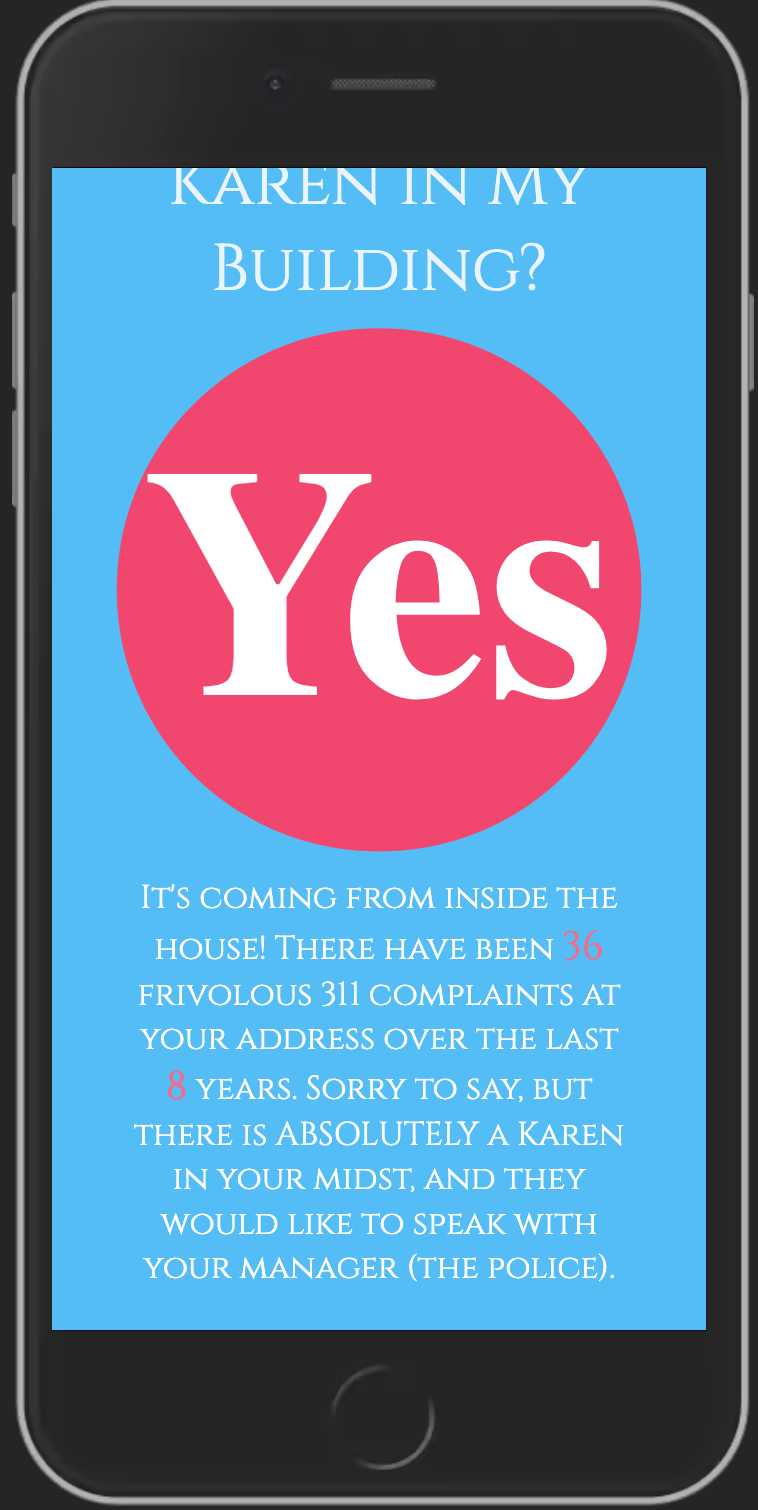 KAREN IN MY
BUILDING?
Yes
IT'S COMING FROM INSIDE THE
HOUSE! THERE HAVE BEEN 36
FRIVOLOUS 311 COMPLAINTS AT
YOUR ADDRESS OVER THE LAST
8 YEARS. SORRY TO SAY, BUT
THERE IS ABSOLUTELY A KAREN
IN YOUR MIDST, AND THEY
WOULD LIKE TO SPEAK WITH
YOUR MANAGER (THE POLICE).